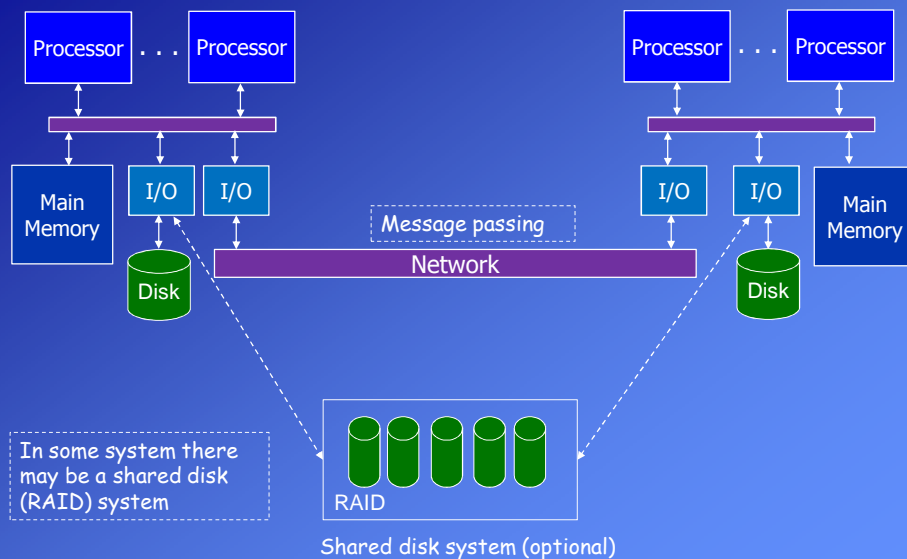 Processor . . . Processor
Processor . . . Processor
Main
Memory
I/O
I/O
I/O
I/O
Main
Memory
Message passing
Network
Disk
Disk
In some system there
may be a shared disk
(RAID) system
RAID
Shared disk system (optional)